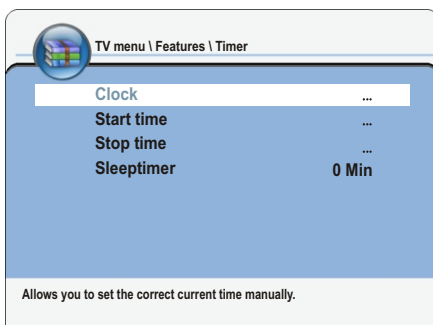 TV menu \ Features \ Timer
Clock ...
Start time ...
Stop time ...
Sleeptimer 0 Min
Allows you to set the correct current time manually.